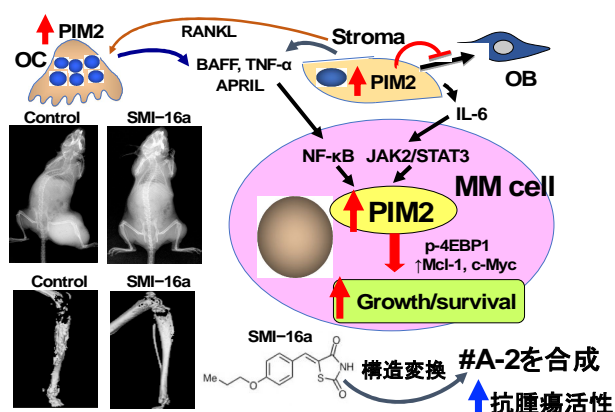 PIM2
OC
RANKL
Stroma
BAFF, TNF-α
APRIL
PIM2
OB
IL-6
Control
SMI-16a
NF-κB
JAK2/STAT3
MM cell
PIM2
p-4EBP1
↑Mcl-1, c-Myc
Growth/survival
Control
SMI-16a
SMI-16a
Me
O
O
NH
S
O
構造変換
#A-2を合成
抗腫瘍活性